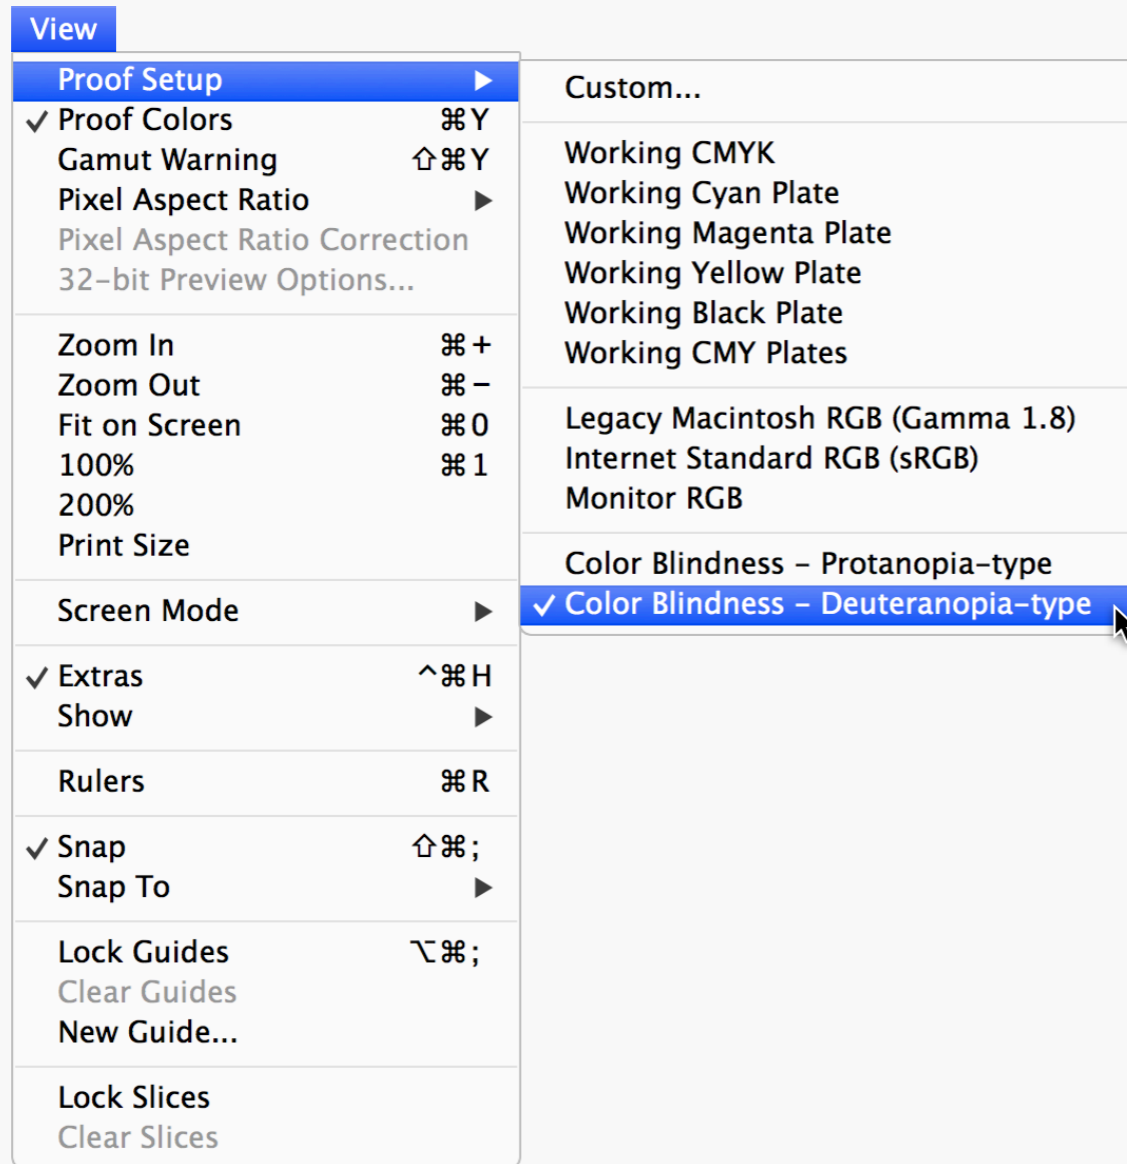 View
Proof Setup ▶
✓ Proof Colors ⌘Y
Gamut Warning ⇧⌘Y
Pixel Aspect Ratio ▶
Pixel Aspect Ratio Correction
32-bit Preview Options...
Zoom In ⌘+
Zoom Out ⌘–
Fit on Screen ⌘0
100% ⌘1
200%
Print Size
Screen Mode ▶
✓ Extras ^⌘H
Show ▶
Rulers ⌘R
✓ Snap ⇧⌘;
Snap To ▶
Lock Guides ⌥⌘;
Clear Guides
New Guide...
Lock Slices
Clear Slices
Custom...
Working CMYK
Working Cyan Plate
Working Magenta Plate
Working Yellow Plate
Working Black Plate
Working CMY Plates
Legacy Macintosh RGB (Gamma 1.8)
Internet Standard RGB (sRGB)
Monitor RGB
Color Blindness – Protanopia-type
✓ Color Blindness – Deuteranopia-type